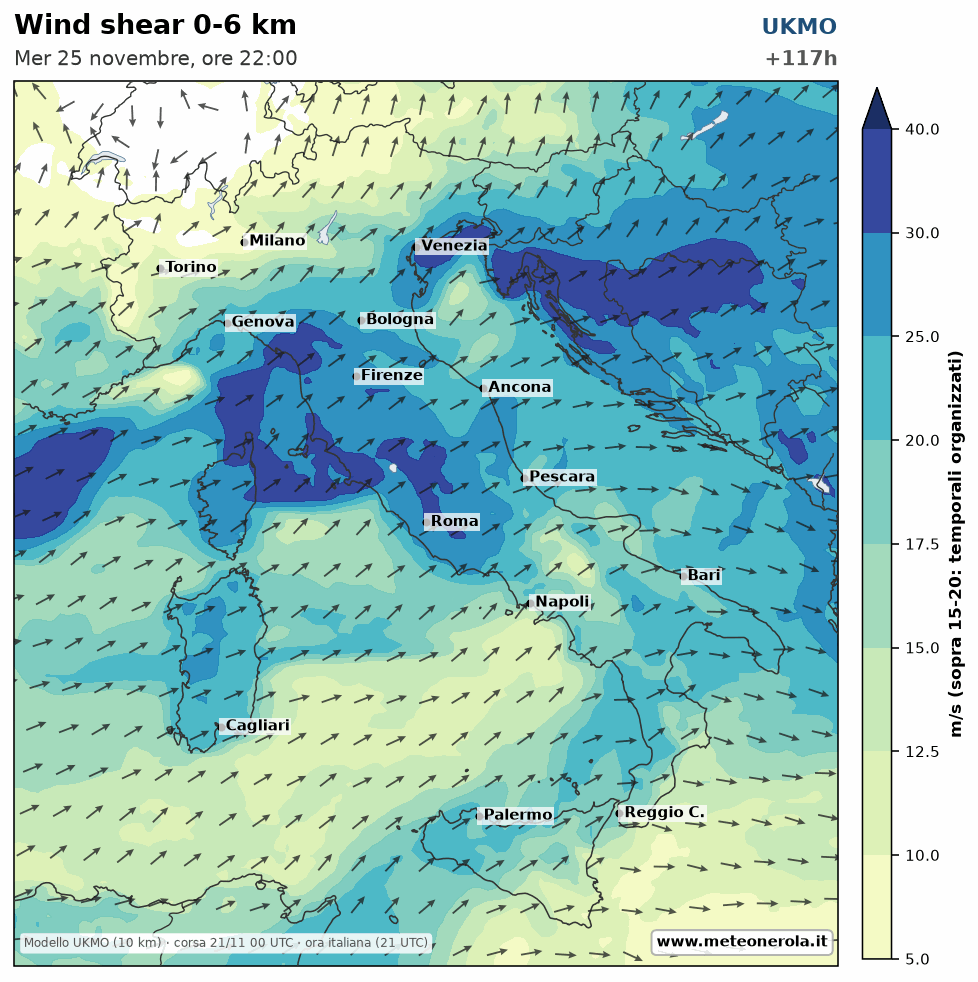 Wind shear 0-6 km
UKMO
Mer 25 novembre, ore 22:00
+117h
Milano
Venezia
Torino
Genova
Bologna
Firenze
Ancona
Pescara
Roma
Bari
Napoli
Cagliari
Palermo
Reggio C.
40.0
30.0
25.0
20.0
17.5
15.0
12.5
10.0
5.0
m/s (sopra 15-20: temporali organizzati)
Modello UKMO (10 km) · corsa 21/11 00 UTC · ora italiana (21 UTC)
www.meteonerola.it